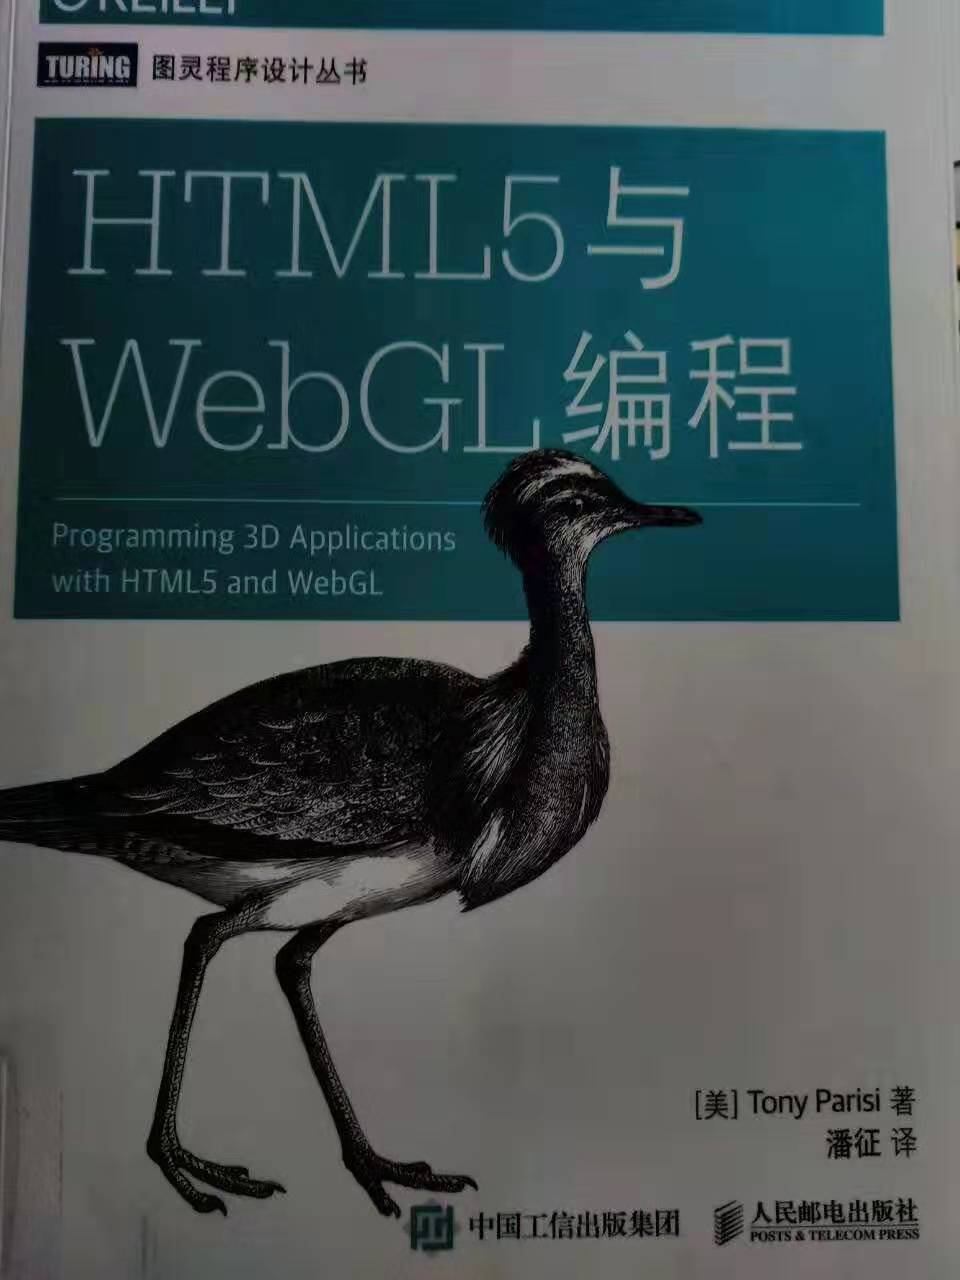 O'REILLY
TURING 图灵程序设计丛书
HTML5与
WebGL编程
Programming 3D Applications
with HTML5 and WebGL
[美] Tony Parisi 著
潘征 译
中国工信出版集团
人民邮电出版社
POSTS & TELECOM PRESS